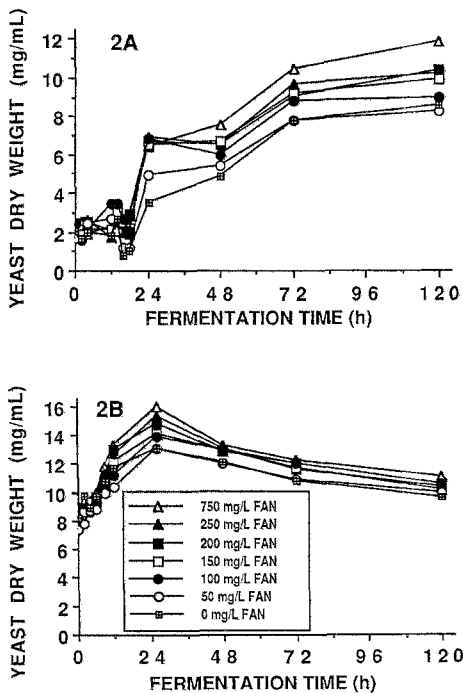 2A
YEAST DRY WEIGHT (mg/mL)
12
10
8
6
4
2
0
0 24 48 72 96 120
FERMENTATION TIME (h)
2B
YEAST DRY WEIGHT (mg/mL)
16
14
12
10
8
6
4
2
0
750 mg/L FAN
250 mg/L FAN
200 mg/L FAN
150 mg/L FAN
100 mg/L FAN
50 mg/L FAN
0 mg/L FAN
0 24 48 72 96 120
FERMENTATION TIME (h)